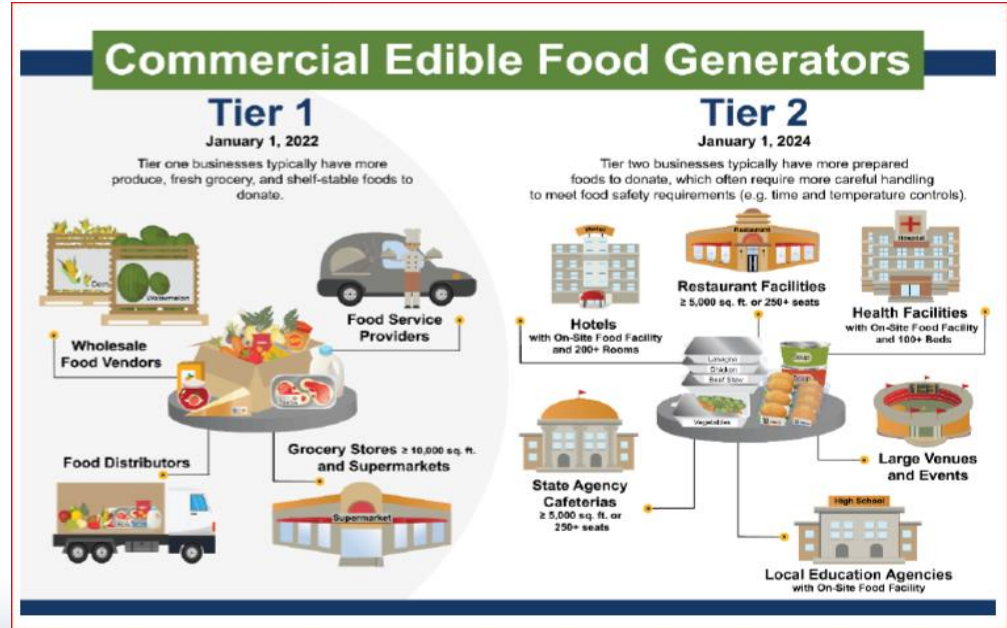 Commercial Edible Food Generators
Tier 1
January 1, 2022
Tier one businesses typically have more
produce, fresh grocery, and shelf-stable foods to
donate.
Corn
Watermelon
Wholesale
Food Vendors
Food Service
Providers
Food Distributors
Grocery Stores ≥ 10,000 sq. ft.
and Supermarkets
Supermarket
Tier 2
January 1, 2024
Tier two businesses typically have more prepared
foods to donate, which often require more careful handling
to meet food safety requirements (e.g. time and temperature controls).
Hotel
Hotels
with On-Site Food Facility
and 200+ Rooms
Restaurant
Restaurant Facilities
≥ 5,000 sq. ft. or 250+ seats
Hospital
Health Facilities
with On-Site Food Facility
and 100+ Beds
Lasagna
Chicken
Beef Stew
Vegetables
Soup
Soup
State Agency
Cafeterias
≥ 5,000 sq. ft. or
250+ seats
Large Venues
and Events
High School
Local Education Agencies
with On-Site Food Facility